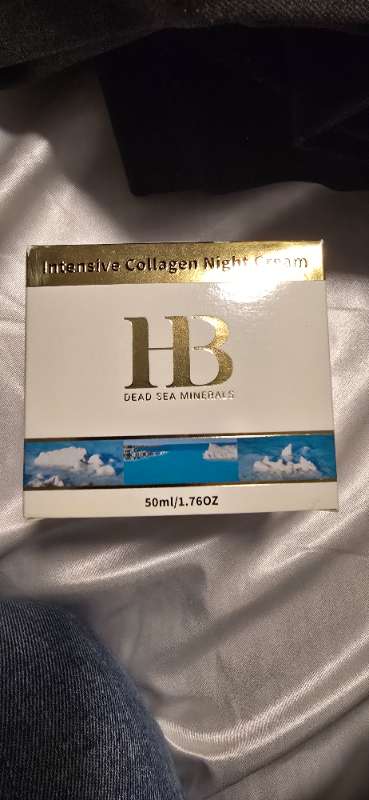 Intensive Collagen Night Cream
HB
DEAD SEA MINERALS
50ml/1.76OZ